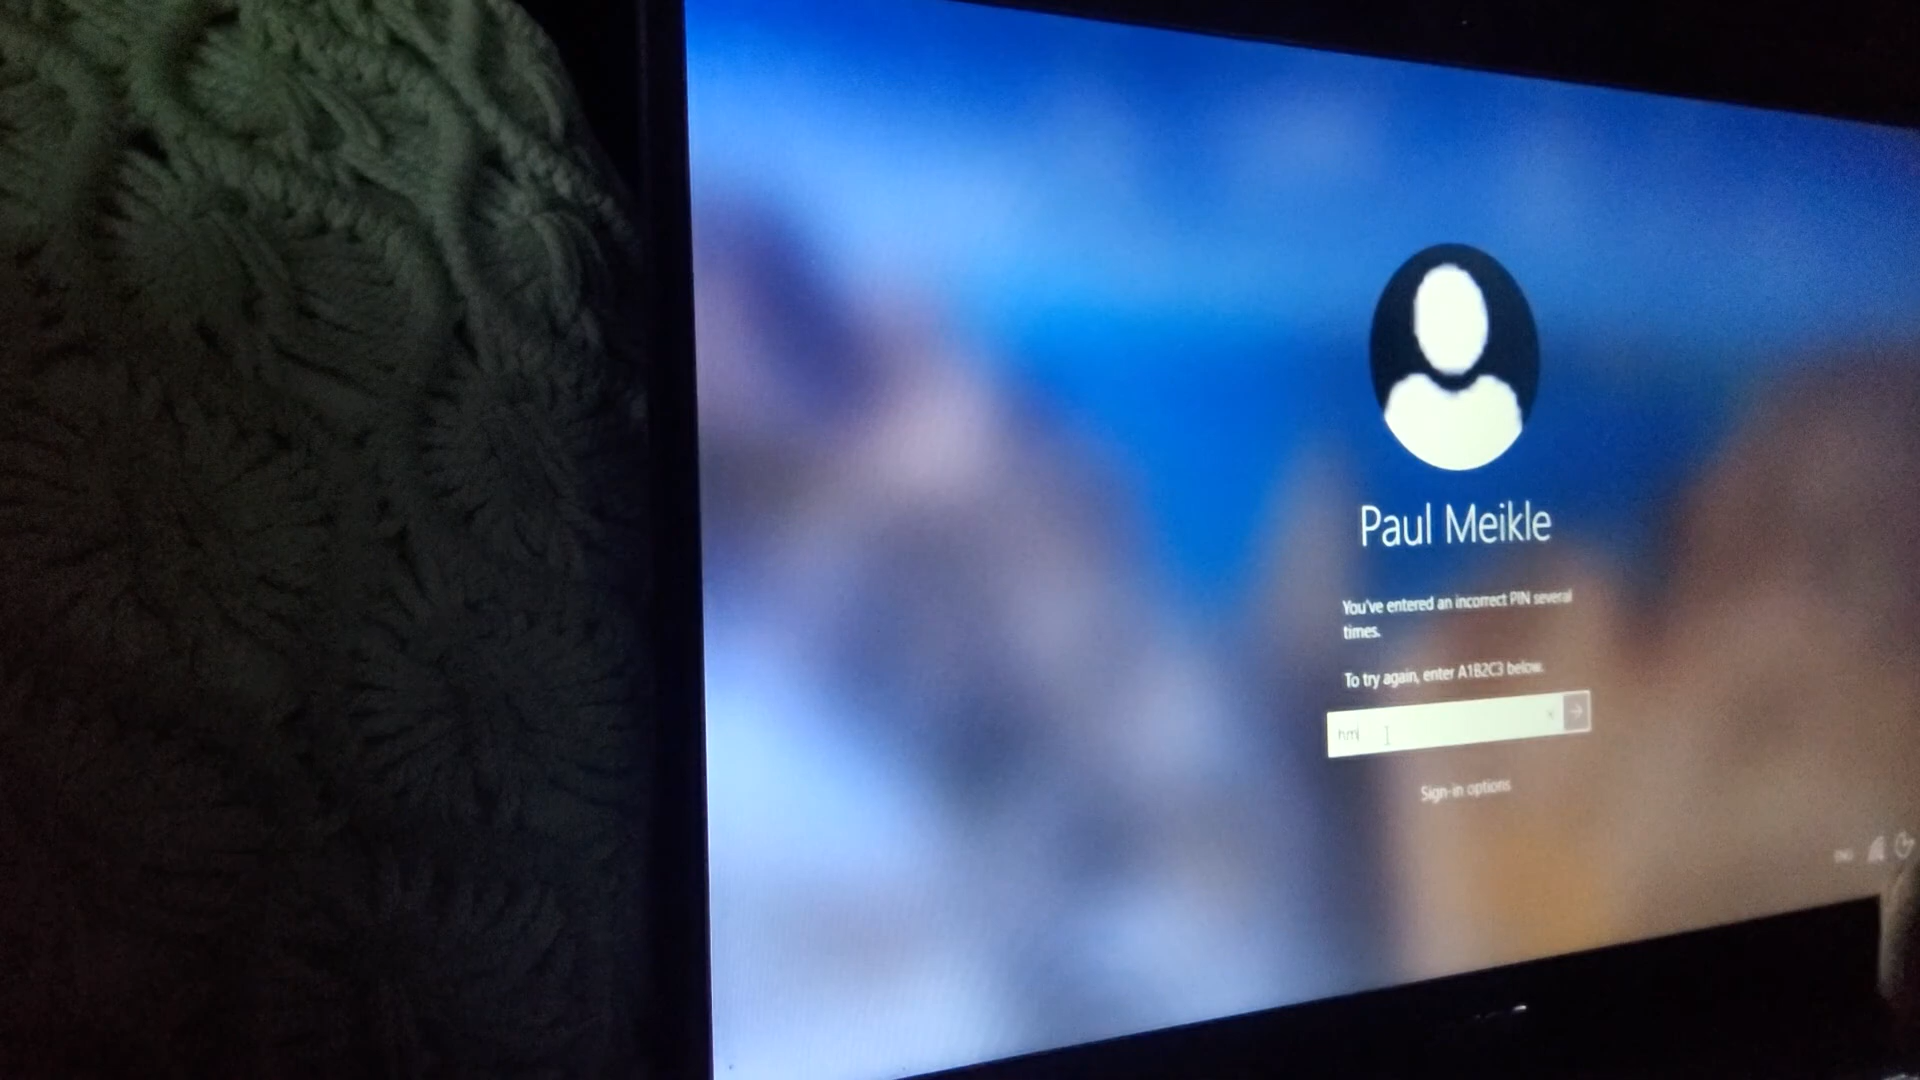 Paul Meikle
You've entered an incorrect PIN several
times.
To try again, enter A1B2C3 below.
hm
Sign-in options